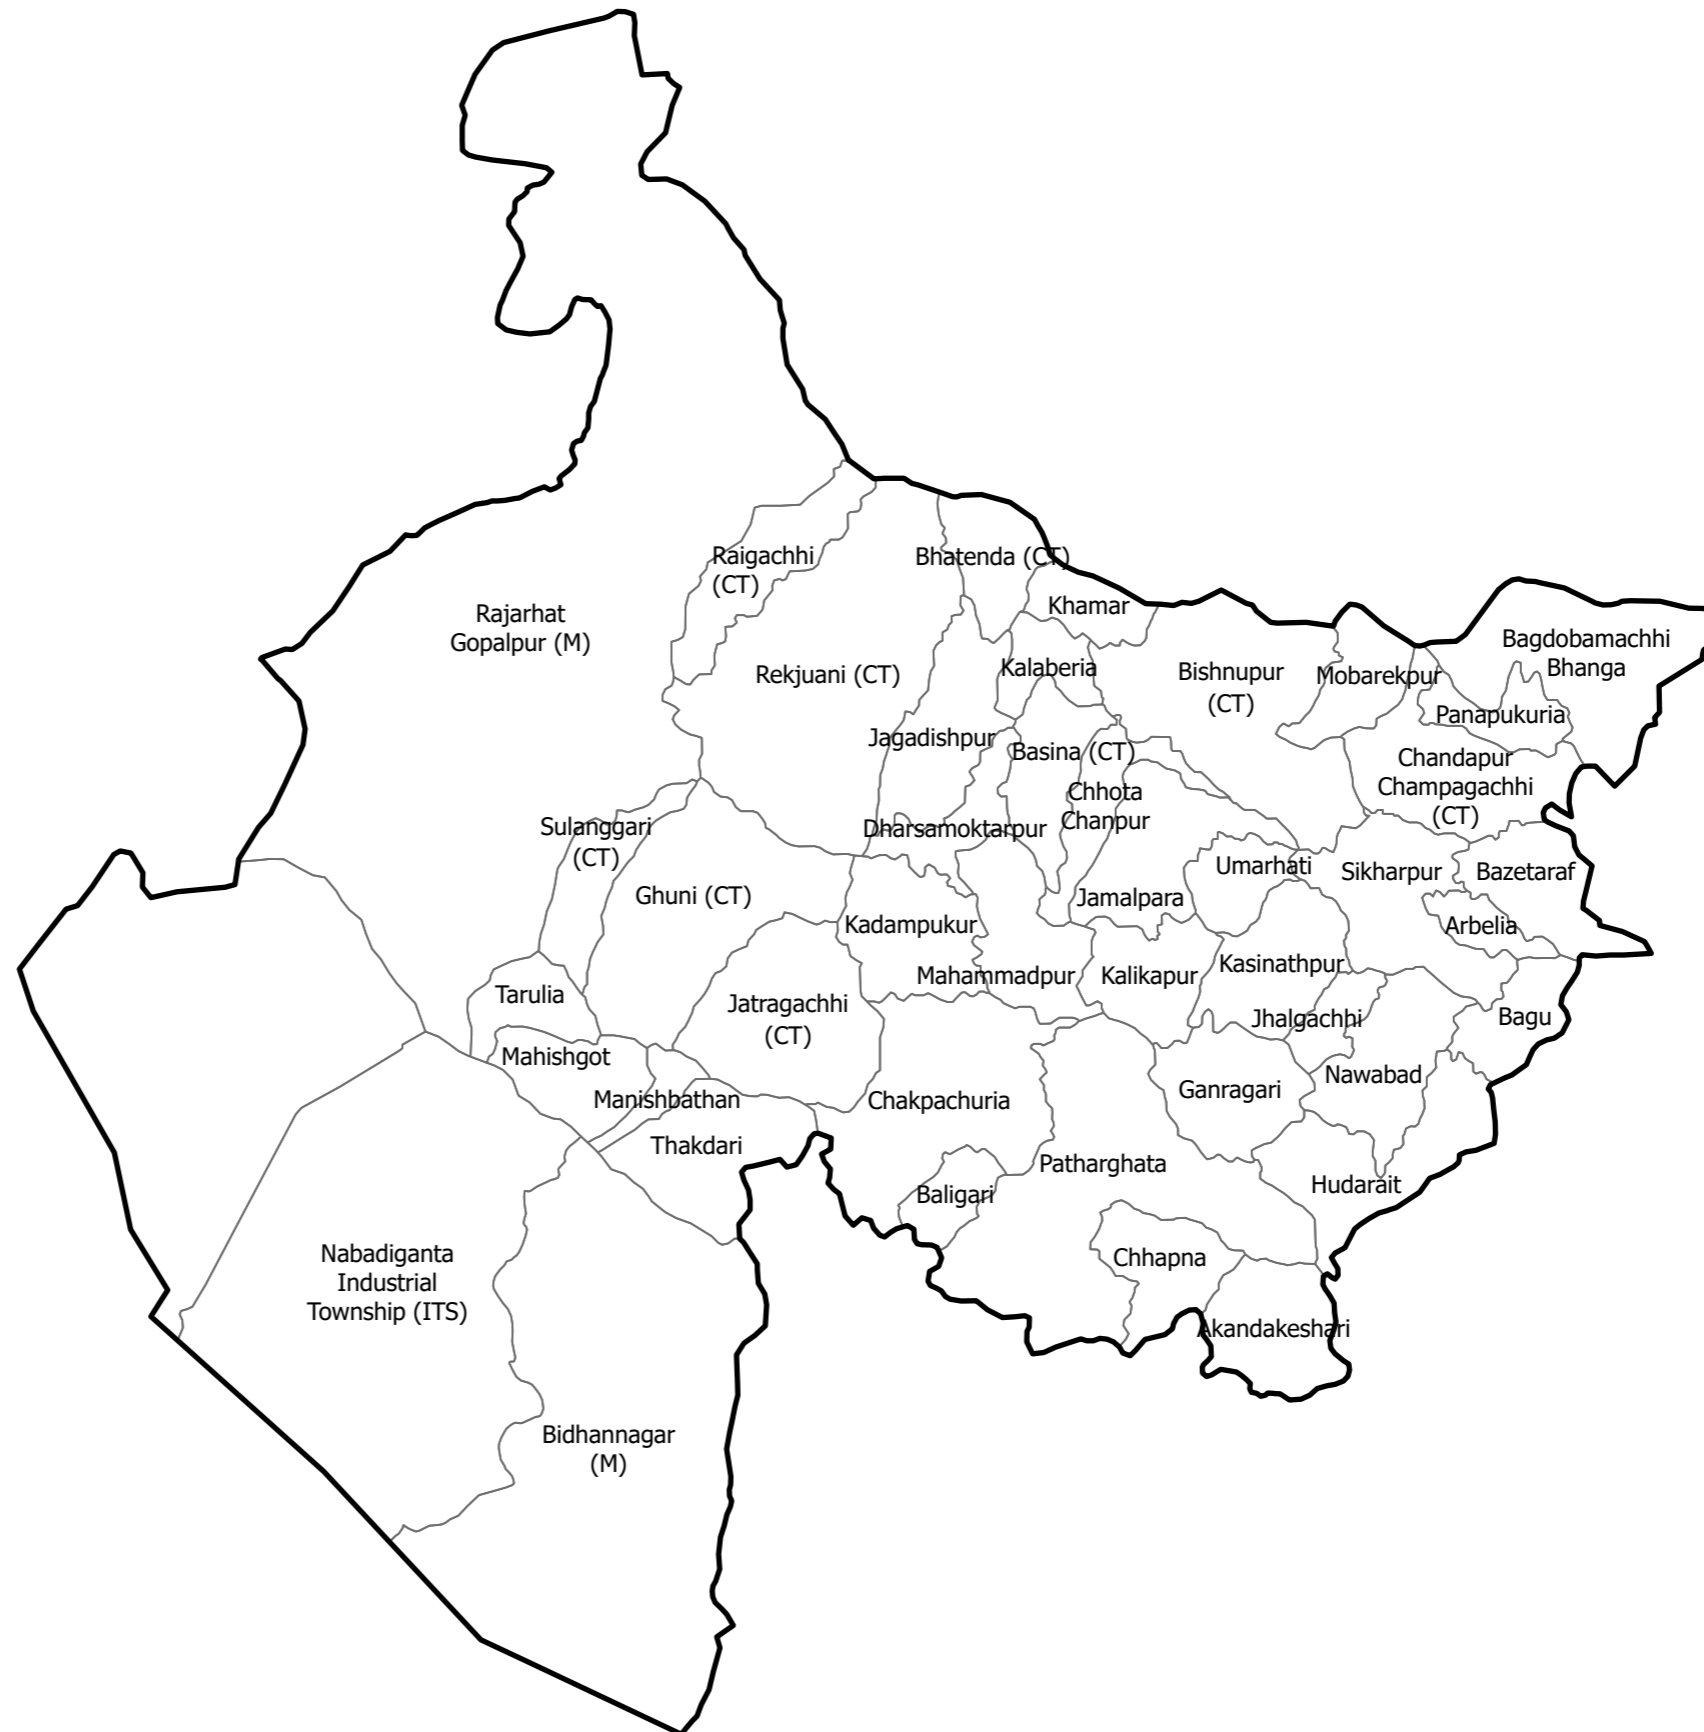 Raigachhi
(CT)
Bhatenda (CT)
Rajarhat
Gopalpur (M)
Khamar
Rekjuani (CT)
Kalaberia
Bishnupur
(CT)
Mobarekpur
Bagdobamachhi
Bhanga
Panapukuria
Jagadishpur
Basina (CT)
Chandapur
Champagachhi
(CT)
Chhota
Chanpur
Sulanggari
(CT)
Dharsamoktarpur
Umarhati
Sikharpur
Bazetaraf
Ghuni (CT)
Jamalpara
Kadampukur
Arbelia
Mahammadpur
Kalikapur
Kasinathpur
Tarulia
Jatragachhi
(CT)
Jhalgachhi
Bagu
Mahishgot
Nawabad
Ganragari
Manishbathan
Chakpachuria
Thakdari
Patharghata
Baligari
Hudarait
Nabadiganta
Industrial
Township (ITS)
Chhapna
Akandakeshari
Bidhannagar
(M)